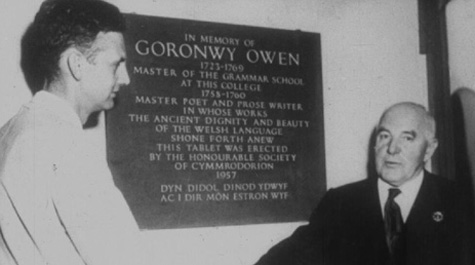 IN MEMORY OF
GORONWY OWEN
1723-1769
MASTER OF THE GRAMMAR SCHOOL
AT THIS COLLEGE
1758-1760
MASTER POET AND PROSE WRITER
IN WHOSE WORKS
THE ANCIENT DIGNITY AND BEAUTY
OF THE WELSH LANGUAGE
SHONE FORTH ANEW
THIS TABLET WAS ERECTED
BY THE HONOURABLE SOCIETY
OF CYMMRODORION
1957
DYN DIDOL DINOD YDWYF
AC I DIR MÔN ESTRON WYF